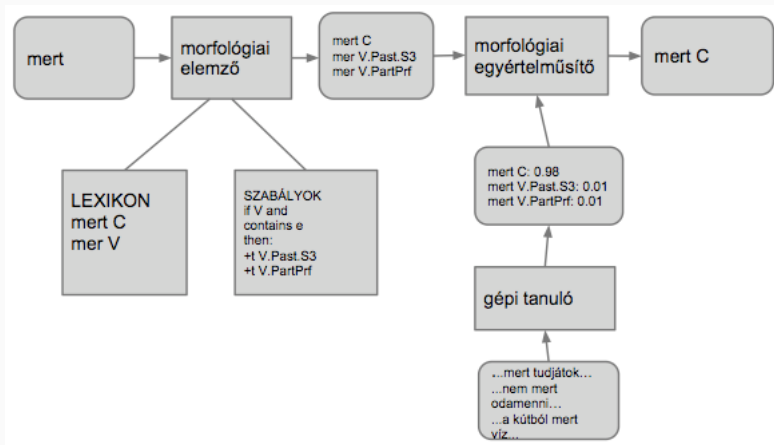 mert
morfológiai
elemző
mert C
mer V.Past.S3
mer V.PartPrf
morfológiai
egyértelműsítő
mert C
LEXIKON
mert C
mer V
SZABÁLYOK
if V and
contains e
then:
+t V.Past.S3
+t V.PartPrf
mert C: 0.98
mert V.Past.S3: 0.01
mert V.PartPrf: 0.01
gépi tanuló
...mert tudjátok...
...nem mert
odamenni...
...a kútból mert
víz...